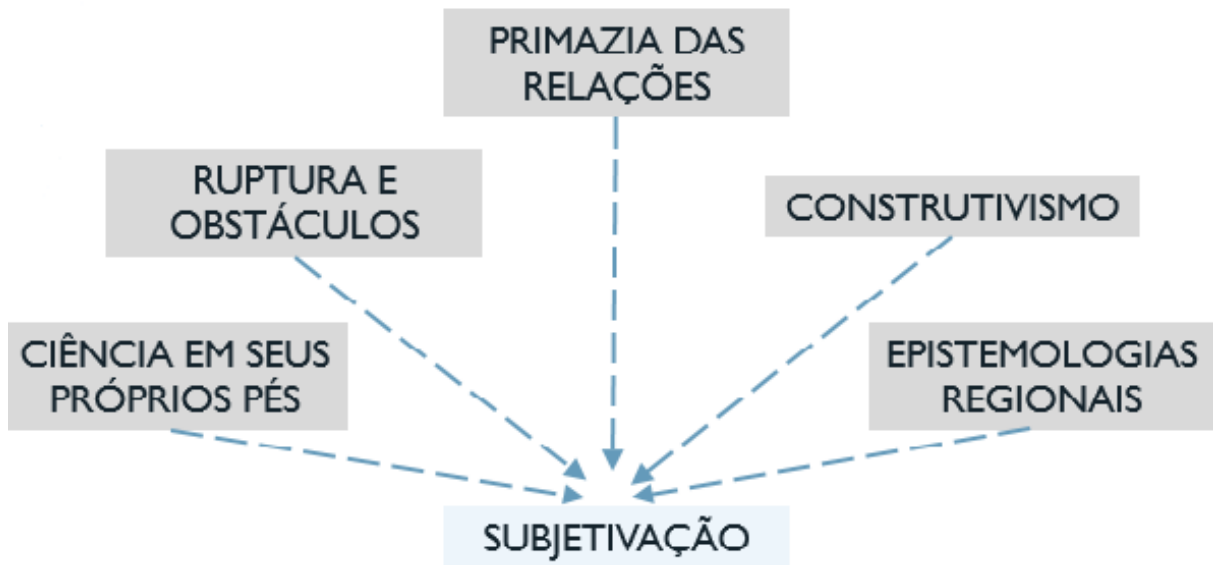 PRIMAZIA DAS
RELAÇÕES
RUPTURA E
OBSTÁCULOS
CONSTRUTIVISMO
CIÊNCIA EM SEUS
PRÓPRIOS PÉS
EPISTEMOLOGIAS
REGIONAIS
SUBJETIVAÇÃO